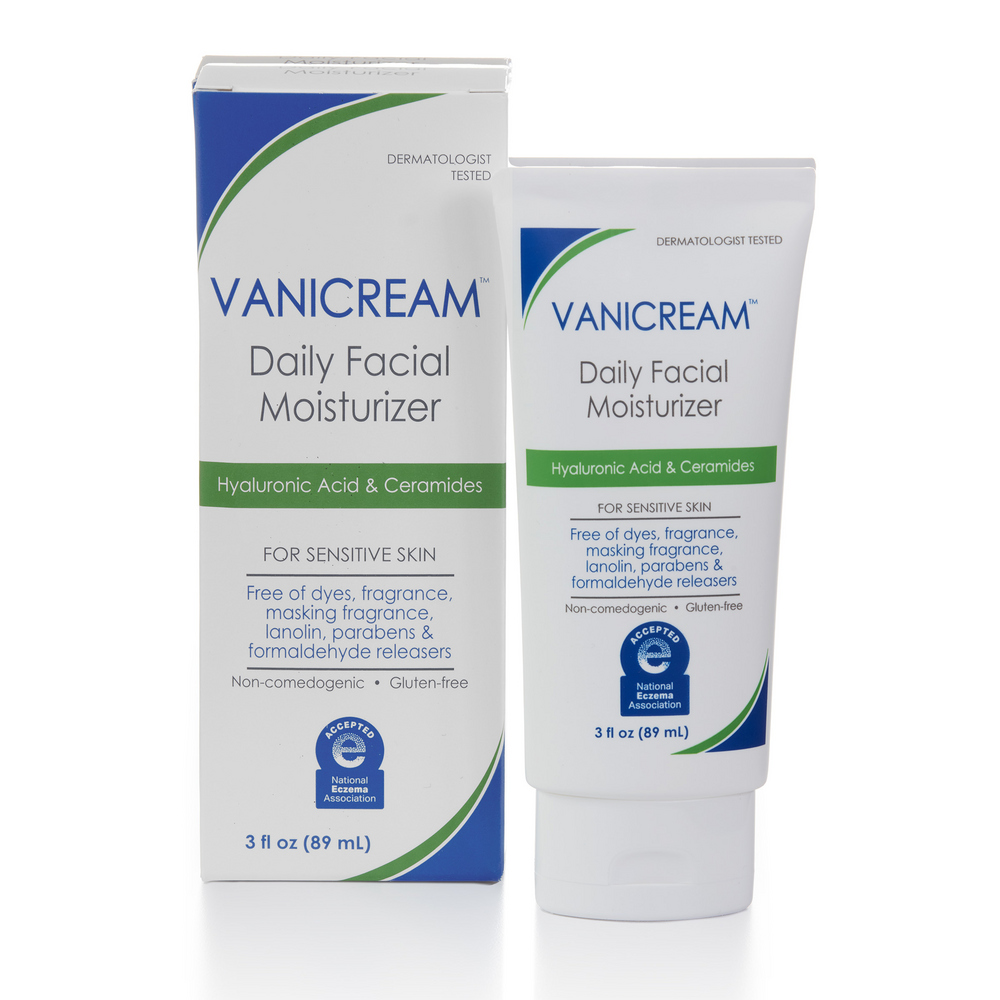 Moisturizer
Moisturizer
DERMATOLOGIST
TESTED
VANICREAM™
Daily Facial
Moisturizer
Hyaluronic Acid & Ceramides
FOR SENSITIVE SKIN
Free of dyes, fragrance,
masking fragrance,
lanolin, parabens &
formaldehyde releasers
Non-comedogenic • Gluten-free
ACCEPTED
e
National
Eczema
Association
3 fl oz (89 mL)
DERMATOLOGIST TESTED
VANICREAM™
Daily Facial
Moisturizer
Hyaluronic Acid & Ceramides
FOR SENSITIVE SKIN
Free of dyes, fragrance,
masking fragrance,
lanolin, parabens &
formaldehyde releasers
Non-comedogenic • Gluten-free
ACCEPTED
e
National
Eczema
Association
3 fl oz (89 mL)